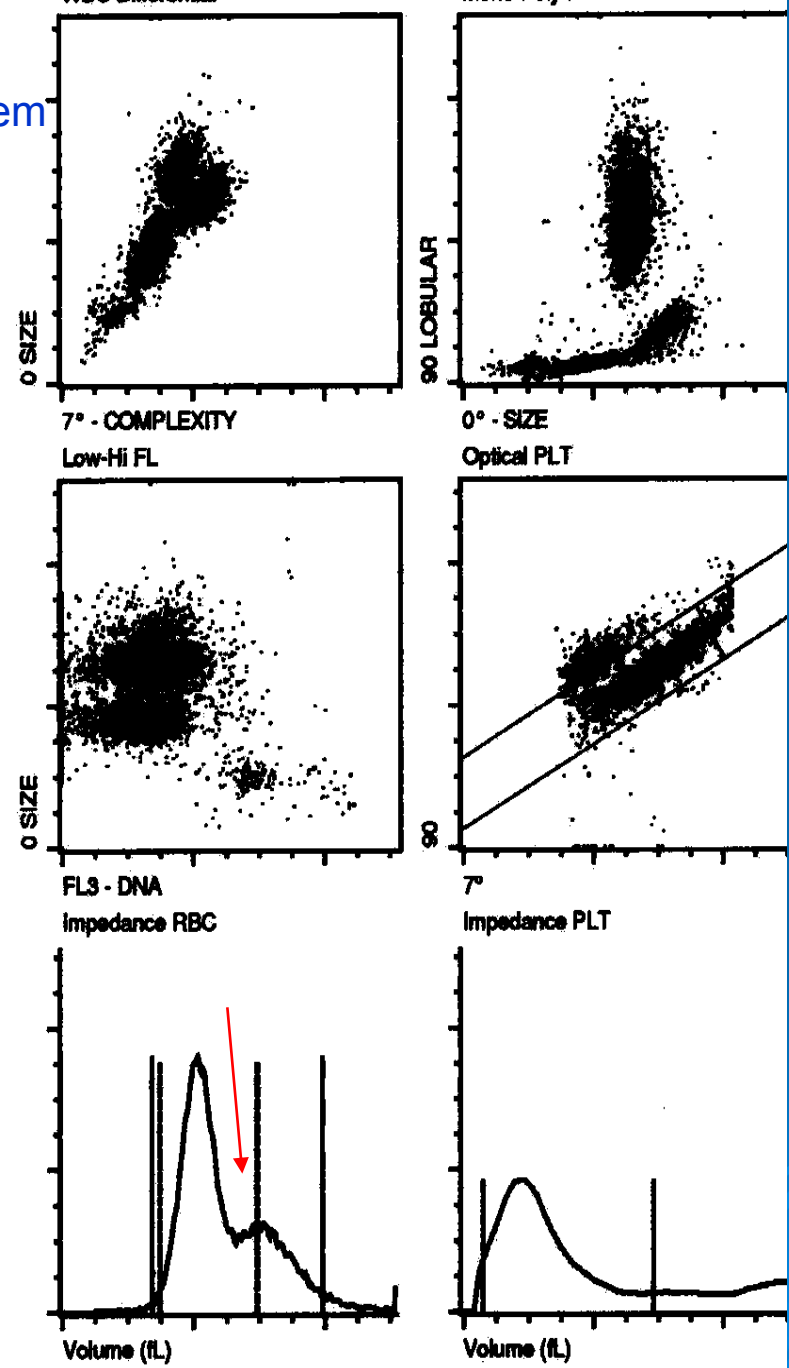 em
0 SIZE
7° - COMPLEXITY
90 LOBULAR
0° - SIZE
Low-Hi FL
0 SIZE
FL3 - DNA
Optical PLT
90
7°
Impedance RBC
Volume (fL)
Impedance PLT
Volume (fL)